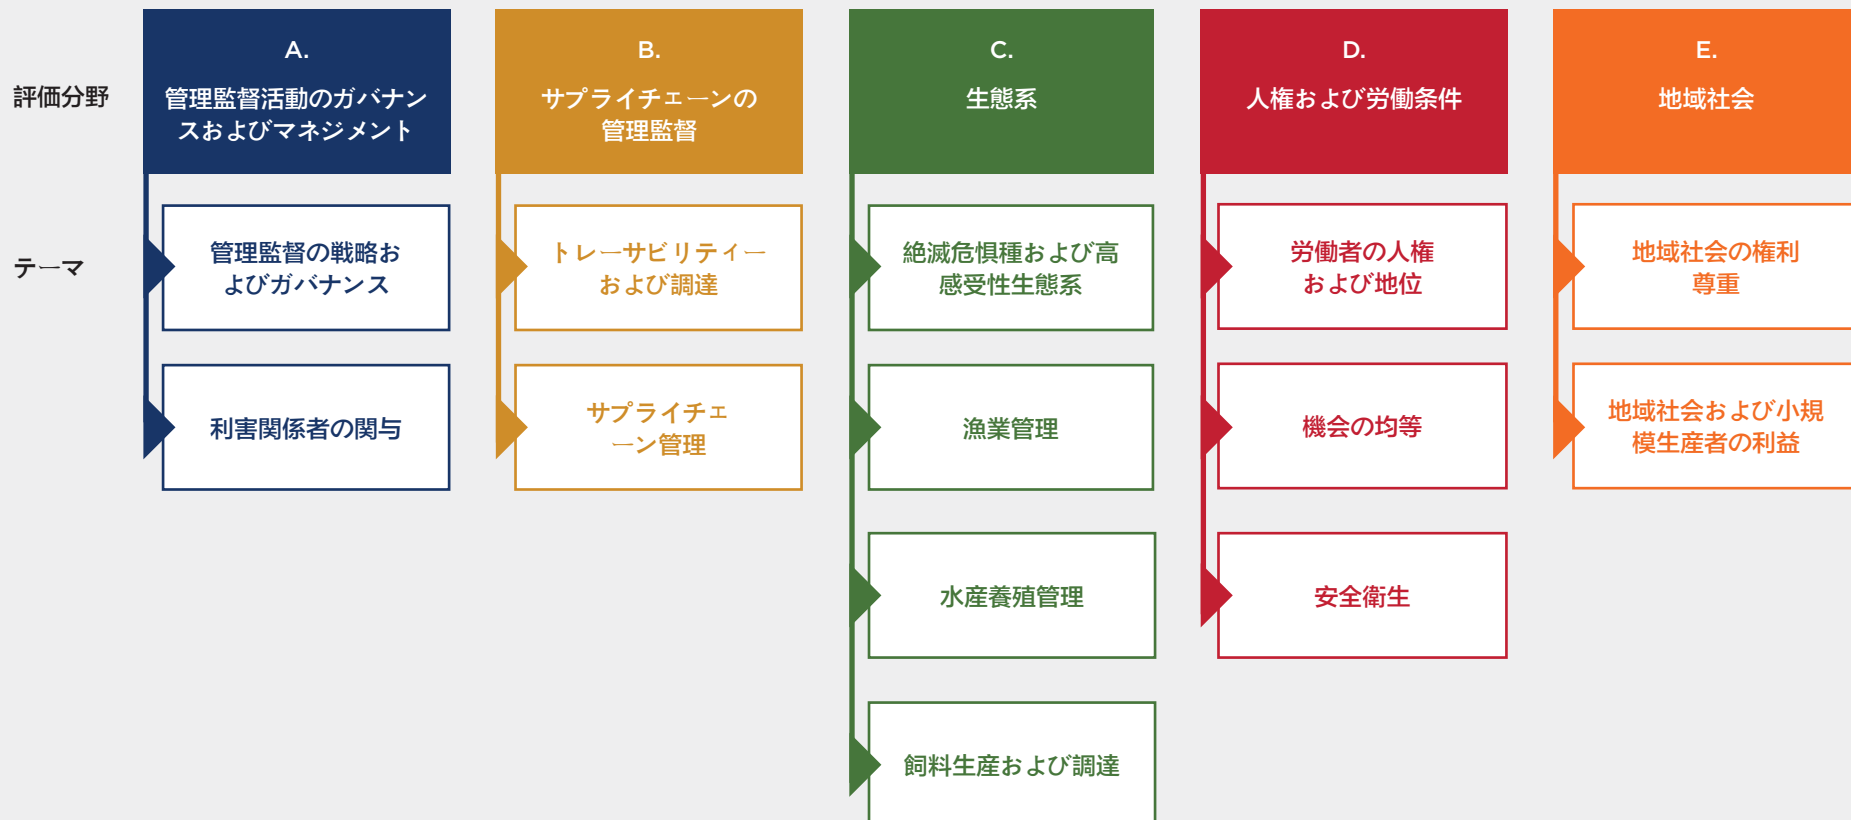 評価分野
A.
管理監督活動のガバナン
スおよびマネジメント
B.
サプライチェーンの
管理監督
C.
生態系
D.
人権および労働条件
E.
地域社会
テーマ
管理監督の戦略お
よびガバナンス
トレーサビリティー
および調達
絶滅危惧種および高
感受性生態系
労働者の人権
および地位
地域社会の権利
尊重
利害関係者の関与
サプライチェ
ーン管理
漁業管理
機会の均等
地域社会および小規
模生産者の利益
水産養殖管理
安全衛生
飼料生産および調達